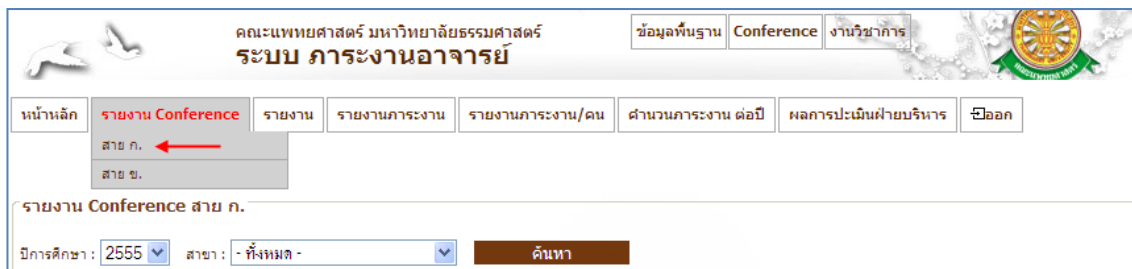 คณะแพทยศาสตร์ มหาวิทยาลัยธรรมศาสตร์
ระบบ ภาระงานอาจารย์
ข้อมูลพื้นฐาน Conference งานวิชาการ
หน้าหลัก รายงาน Conference รายงาน รายงานภาระงาน รายงานภาระงาน/คน คำนวนภาระงาน ต่อปี ผลการประเมินฝ่ายบริหาร ออก
สาย ก.
สาย ข.
รายงาน Conference สาย ก.
ปีการศึกษา : 2555 สาขา : - ทั้งหมด - ค้นหา